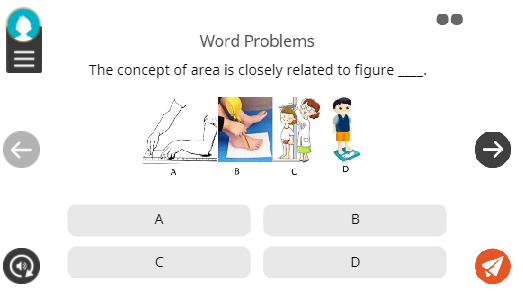 Word Problems
The concept of area is closely related to figure ____.
A B C D
A B
C D